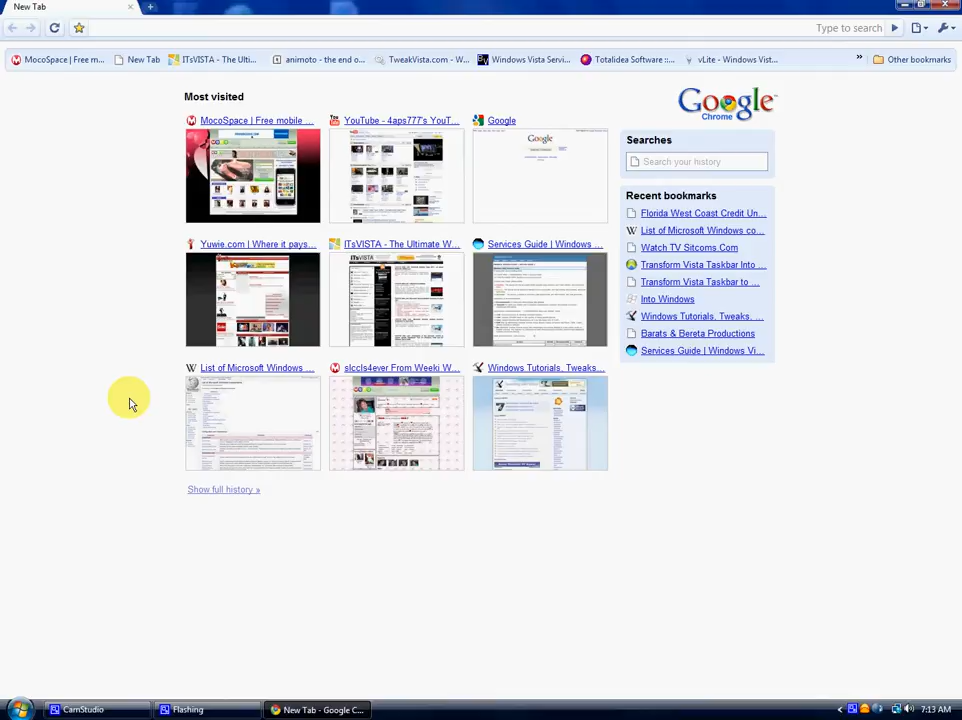 New Tab
Type to search
MocoSpace | Free m...
New Tab
ITsVISTA - The Ulti...
animoto - the end o...
TweakVista.com - W...
Windows Vista Servi...
Totalidea Software ::...
vLite - Windows Vist...
»
Other bookmarks
Most visited
Google
Chrome
MocoSpace | Free mobile ...
YouTube - 4aps777's YouT...
Google
Searches
Search your history
Recent bookmarks
Florida West Coast Credit Un...
List of Microsoft Windows co...
Watch TV Sitcoms.com
Transform Vista Taskbar Into ...
Transform Vista Taskbar to ...
Into Windows
Windows Tutorials, Tweaks, ...
Barats & Bereta Productions
Services Guide | Windows Vi...
Yuwie.com | Where it pays...
ITsVISTA - The Ultimate W...
Services Guide | Windows ...
List of Microsoft Windows ...
slccls4ever From Weeki W...
Windows Tutorials, Tweaks...
Show full history »
CamStudio
Flashing
New Tab - Google C...
7:13 AM